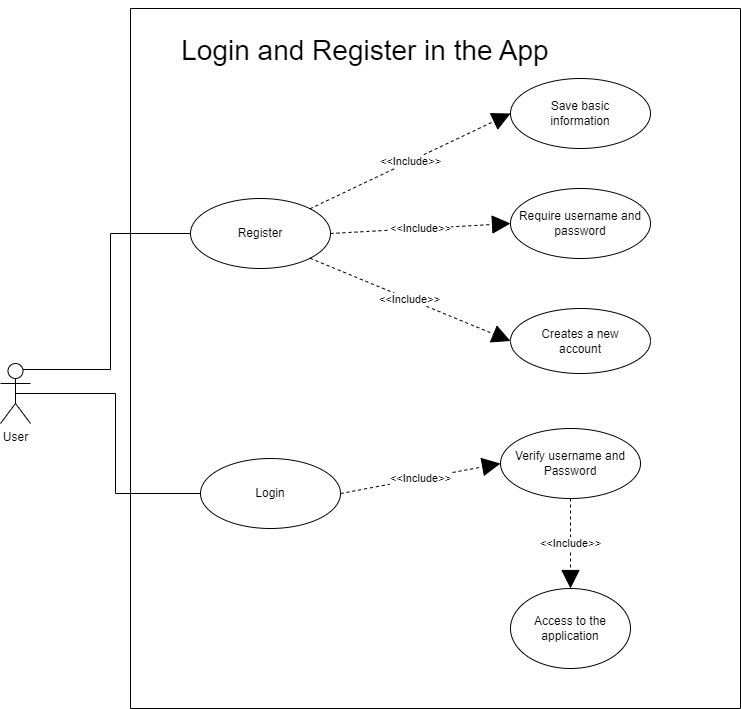 Login and Register in the App
Save basic
information
<<Include>>
Require username and
password
<<Include>>
Register
<<Include>>
Creates a new
account
User
Verify username and
Password
<<Include>>
Login
<<Include>>
Access to the
application